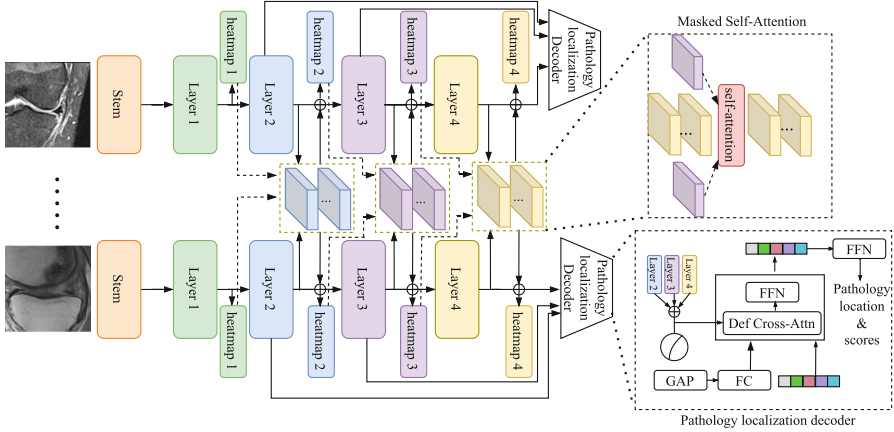 Stem
Layer 1
heatmap 1
Layer 2
heatmap 2
Layer 3
heatmap 3
Layer 4
heatmap 4
Pathology
localization
Decoder
Masked Self-Attention
self-attention
...
...
...
...
...
...
Stem
Layer 1
heatmap 1
Layer 2
heatmap 2
Layer 3
heatmap 3
Layer 4
heatmap 4
Pathology
localization
Decoder
Layer 2
Layer 3
Layer 4
FFN
Def Cross-Attn
GAP
FC
FFN
Pathology
location
&
scores
Pathology localization decoder